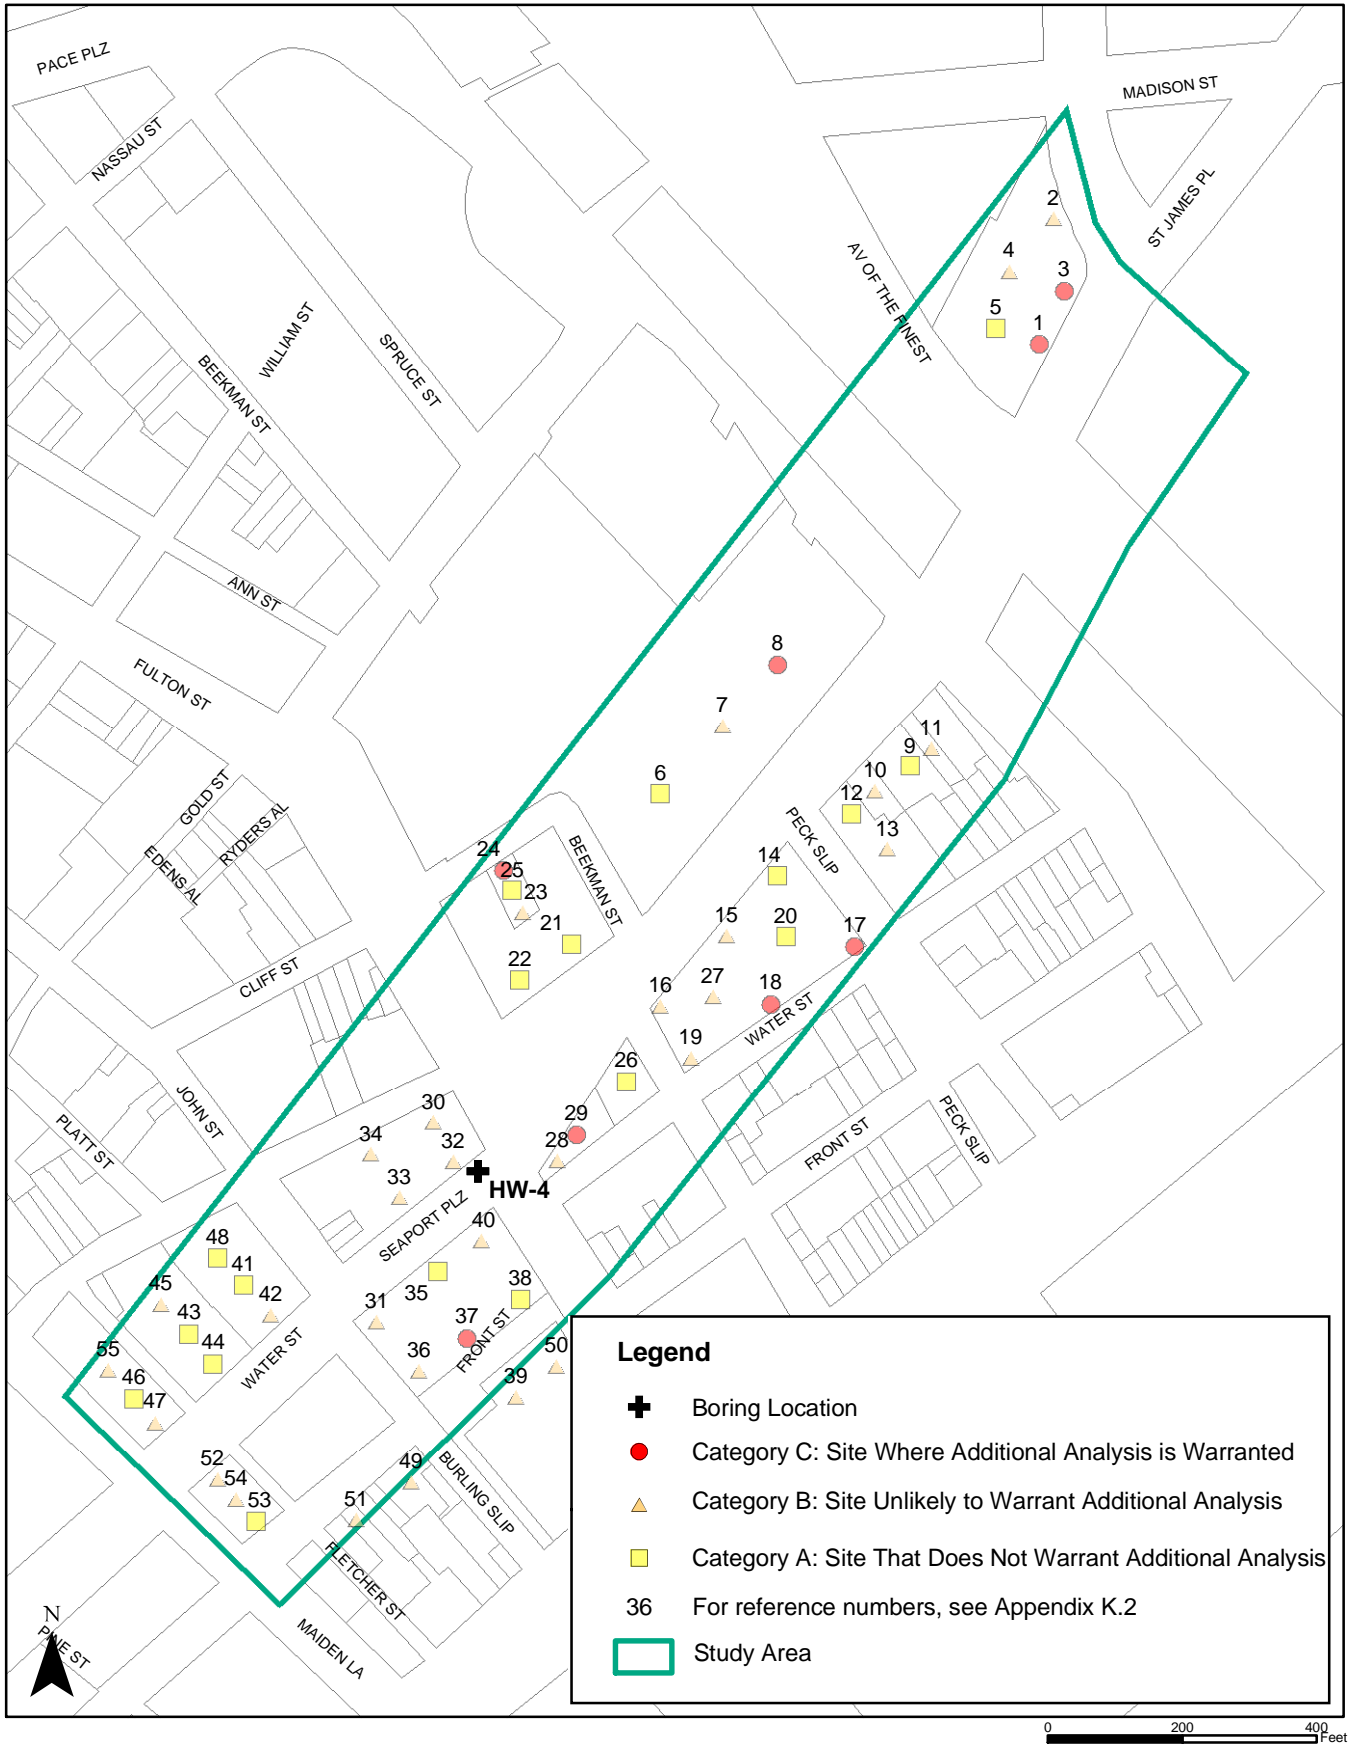 PACE PLZ
MADISON ST
NASSAU ST
ST JAMES PL
2
4
3
AV OF THE FINEST
5
1
WILLIAM ST
SPRUCE ST
BEEKMAN ST
ANN ST
FULTON ST
8
7
11
9
6
10
12
GOLD ST
RYDERS AL
PECK SLIP
13
EDENS AL
24
25
BEEKMAN ST
14
23
21
15
20
17
22
CLIFF ST
16
27
18
WATER ST
19
26
JOHN ST
PLATT ST
30
29
PECK SLIP
FRONT ST
34
32
28
33
HW-4
SEAPORT PLZ
40
48
41
35
38
45
42
31
37
43
FRONT ST
44
WATER ST
55
36
50
46
39
47
52
54
49
BURLING SLIP
53
51
FLETCHER ST
MAIDEN LA
N
PINE ST
Legend
Boring Location
Category C: Site Where Additional Analysis is Warranted
Category B: Site Unlikely to Warrant Additional Analysis
Category A: Site That Does Not Warrant Additional Analysis
36 For reference numbers, see Appendix K.2
Study Area
0 200 400
Feet